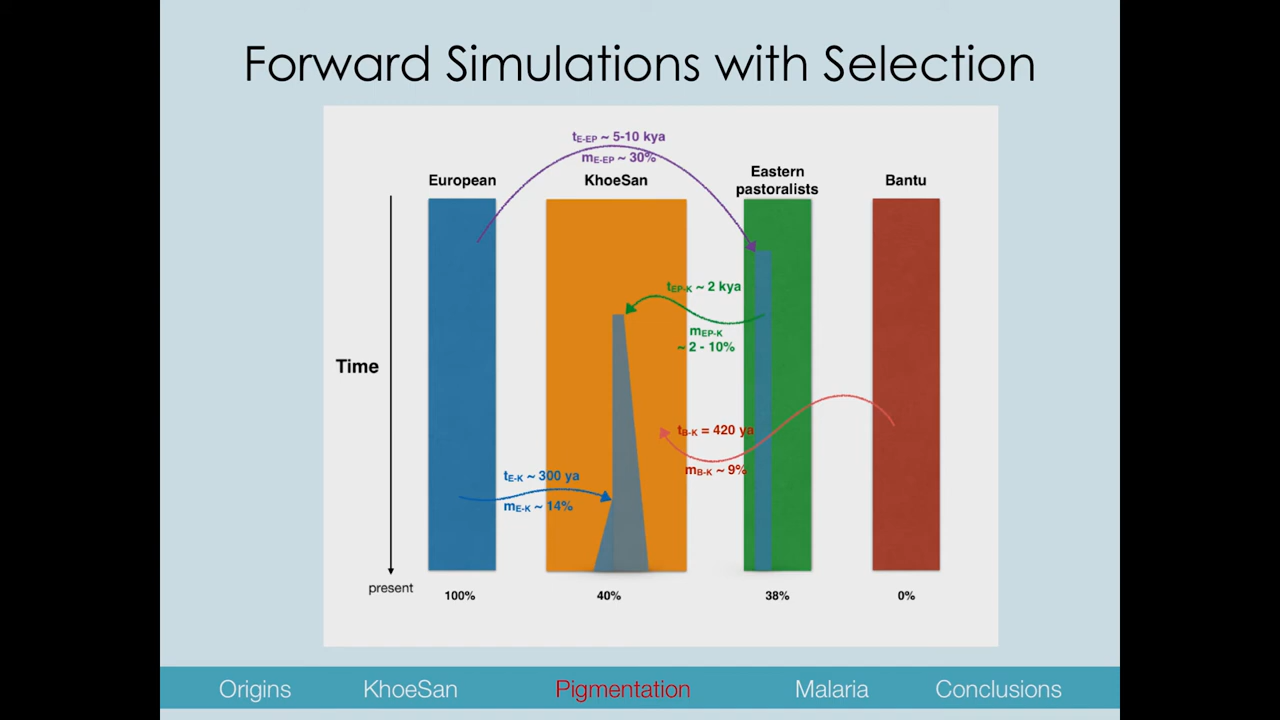 Forward Simulations with Selection
tE-EP ~ 5-10 kya
mE-EP ~ 30%
European
KhoeSan
Eastern
pastoralists
Bantu
tEP-K ~ 2 kya
mEP-K
~ 2 - 10%
Time
tB-K = 420 ya
mB-K ~ 9%
tE-K ~ 300 ya
mE-K ~ 14%
present
100%
40%
38%
0%
Origins
KhoeSan
Pigmentation
Malaria
Conclusions